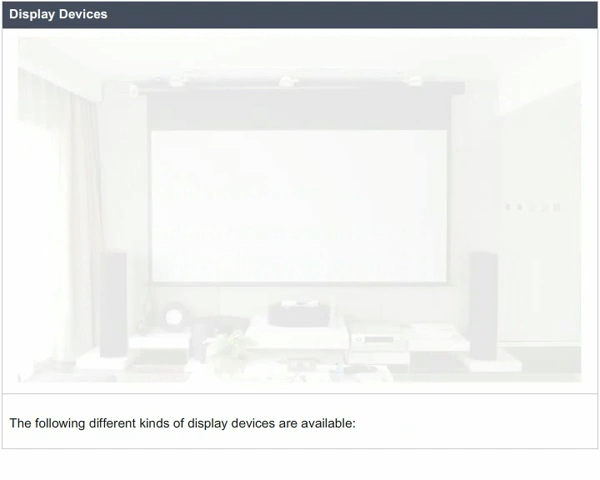 Display Devices
The following different kinds of display devices are available: